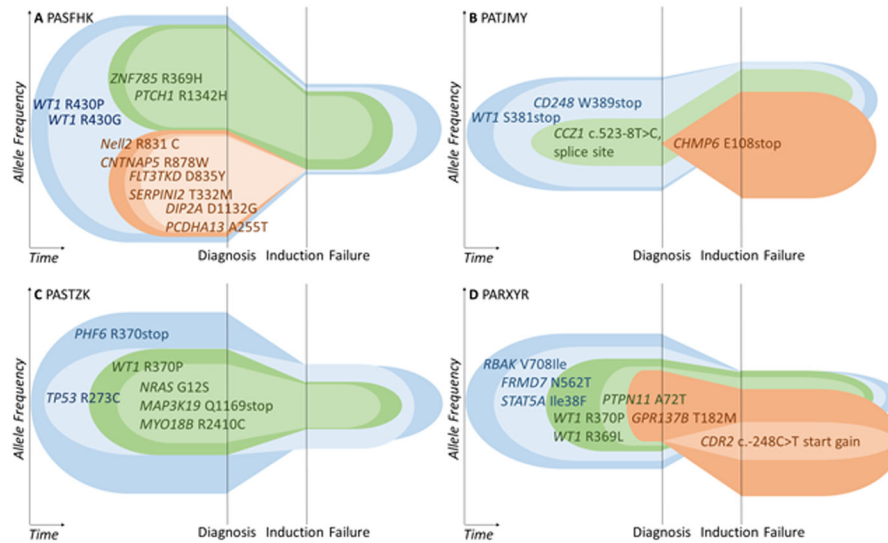 A PASFHK
Allele Frequency
ZNF785 R369H
PTCH1 R1342H
WT1 R430P
WT1 R430G
Nell2 R831 C
CNTNAP5 R878W
FLT3TKD D835Y
SERPINI2 T332M
DIP2A D1132G
PCDHA13 A255T
Time
Diagnosis Induction Failure
B PATJMY
Allele Frequency
CD248 W389stop
WT1 S381stop
CCZ1 c.523-8T>C,
splice site
CHMP6 E108stop
Time
Diagnosis Induction Failure
C PASTZK
Allele Frequency
PHF6 R370stop
WT1 R370P
TP53 R273C
NRAS G12S
MAP3K19 Q1169stop
MYO18B R2410C
Time
Diagnosis Induction Failure
D PARXYR
Allele Frequency
RBAK V708Ile
FRMD7 N562T
STAT5A Ile38F
PTPN11 A72T
WT1 R370P
GPR137B T182M
WT1 R369L
CDR2 c.-248C>T start gain
Time
Diagnosis Induction Failure